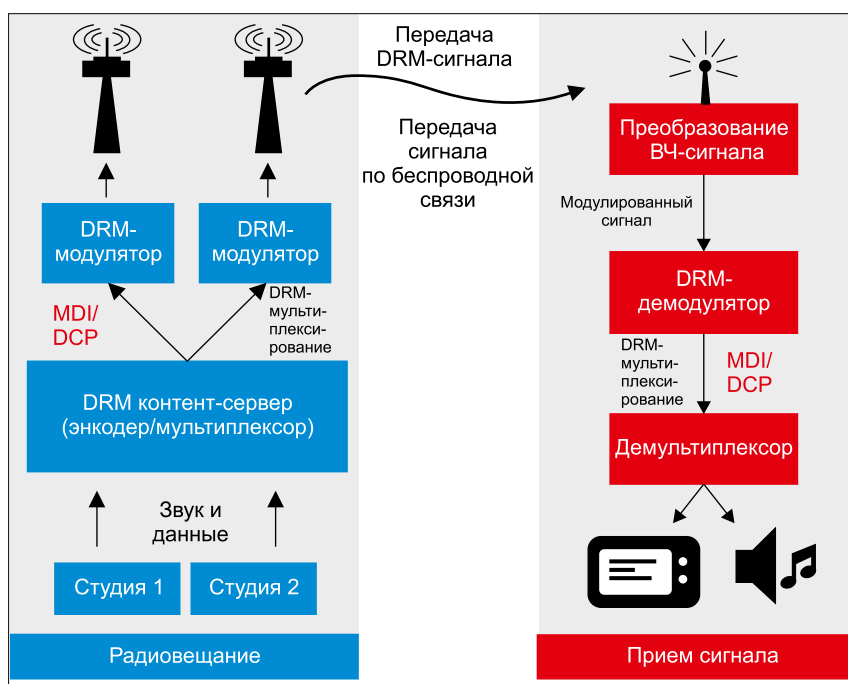 Передача
DRM-сигнала
Передача
сигнала
по беспроводной
связи
DRM-
модулятор
DRM-
модулятор
MDI/
DCP
DRM-
мульти-
плекси-
рование
DRM контент-сервер
(энкодер/мультиплексор)
Звук и
данные
Студия 1
Студия 2
Радиовещание
Преобразование
ВЧ-сигнала
Модулированный
сигнал
DRM-
демодулятор
DRM-
мульти-
плекси-
рование
MDI/
DCP
Демультиплексор
Прием сигнала